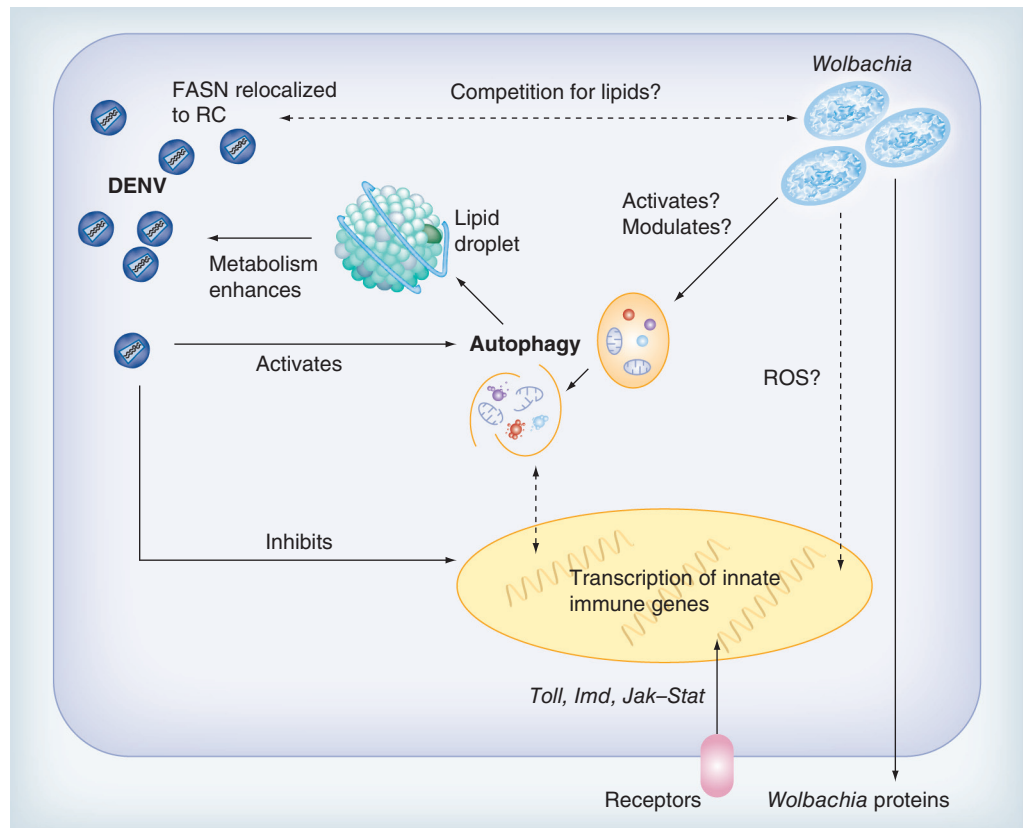 Wolbachia
FASN relocalized
to RC
Competition for lipids?
DENV
Activates?
Modulates?
Lipid
droplet
Metabolism
enhances
Autophagy
Activates
ROS?
Inhibits
Transcription of innate
immune genes
Toll, Imd, Jak–Stat
Receptors
Wolbachia proteins